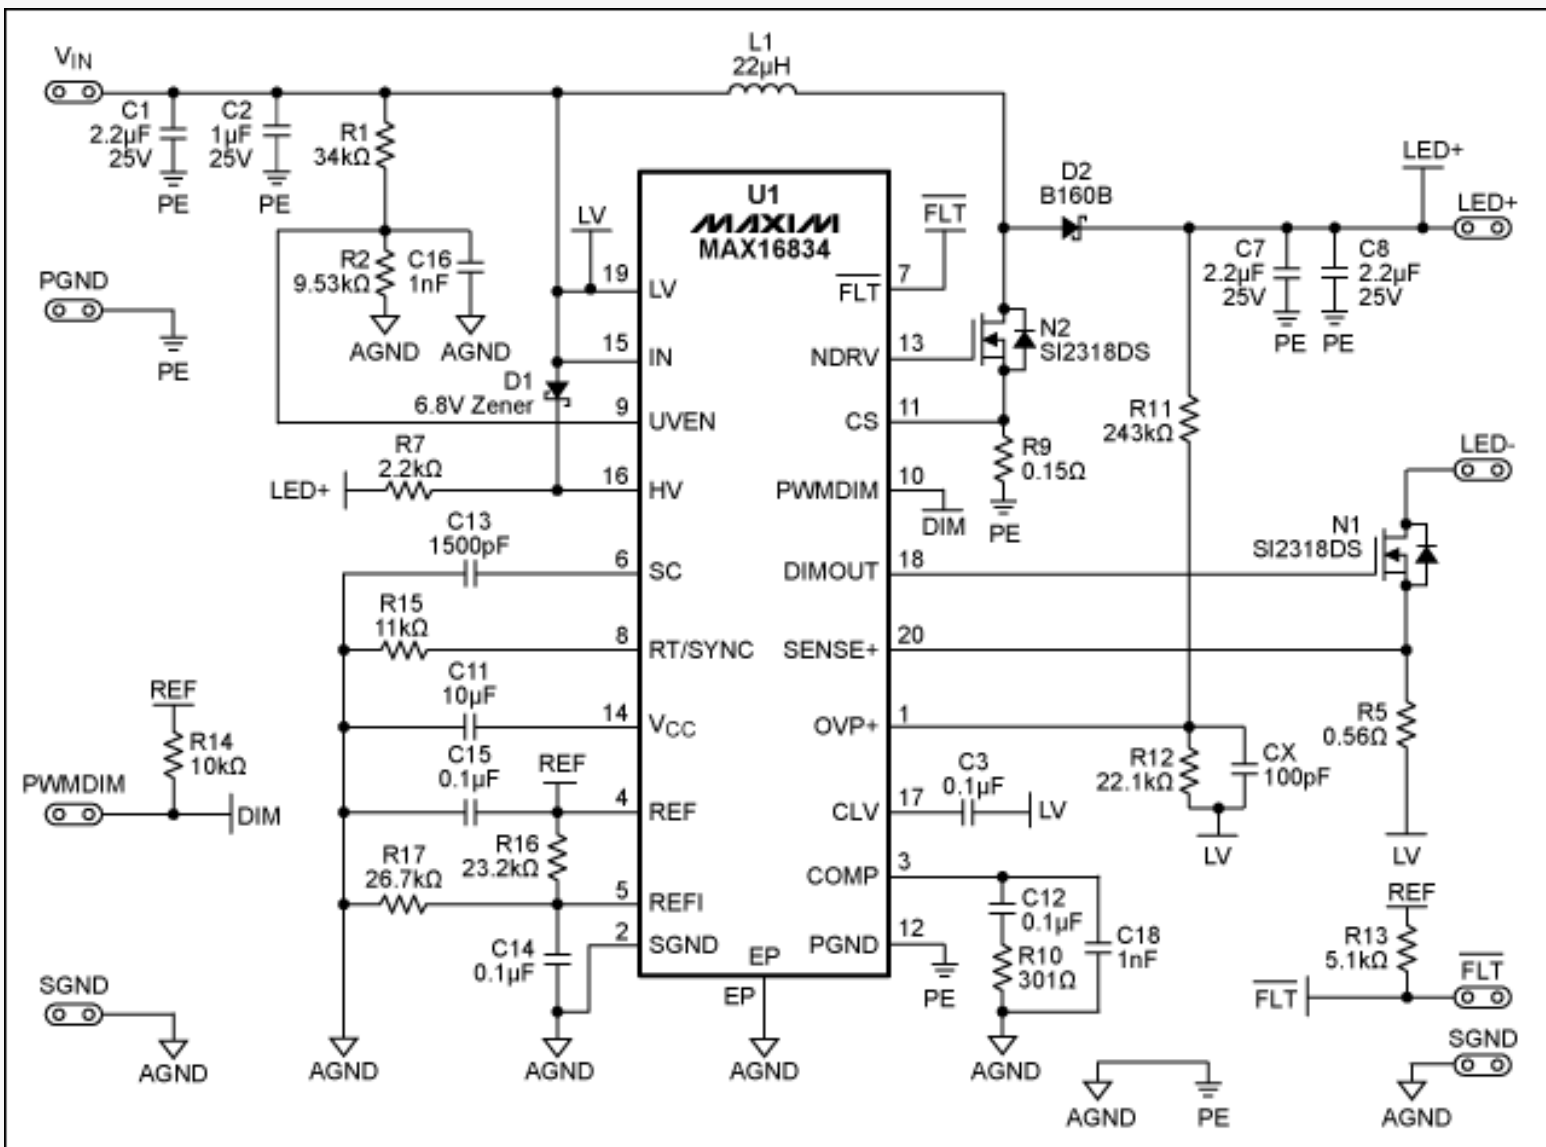 VIN
L1
22µH
C1
2.2µF
25V
PE
C2
1µF
25V
PE
R1
34kΩ
R2
9.53kΩ
AGND
C16
1nF
AGND
PGND
PE
LV
D1
6.8V Zener
R7
2.2kΩ
LED+
C13
1500pF
R15
11kΩ
C11
10µF
C15
0.1µF
REF
R16
23.2kΩ
R17
26.7kΩ
C14
0.1µF
AGND
AGND
REF
R14
10kΩ
PWMDIM
DIM
SGND
AGND
U1
MAXIM
MAX16834
19 LV
15 IN
9 UVEN
16 HV
6 SC
8 RT/SYNC
14 VCC
4 REF
5 REFI
2 SGND
EP
EP
AGND
FLT 7
NDRV 13
CS 11
PWMDIM 10
DIMOUT 18
SENSE+ 20
OVP+ 1
CLV 17
COMP 3
PGND 12
FLT
D2
B160B
N2
SI2318DS
R9
0.15Ω
PE
DIM
LED+
LED+
C7
2.2µF
25V
PE
C8
2.2µF
25V
PE
R11
243kΩ
LED-
N1
SI2318DS
R5
0.56Ω
LV
R12
22.1kΩ
CX
100pF
LV
C3
0.1µF
LV
C12
0.1µF
R10
301Ω
C18
1nF
AGND
PE
REF
R13
5.1kΩ
FLT
FLT
SGND
AGND
AGND
PE